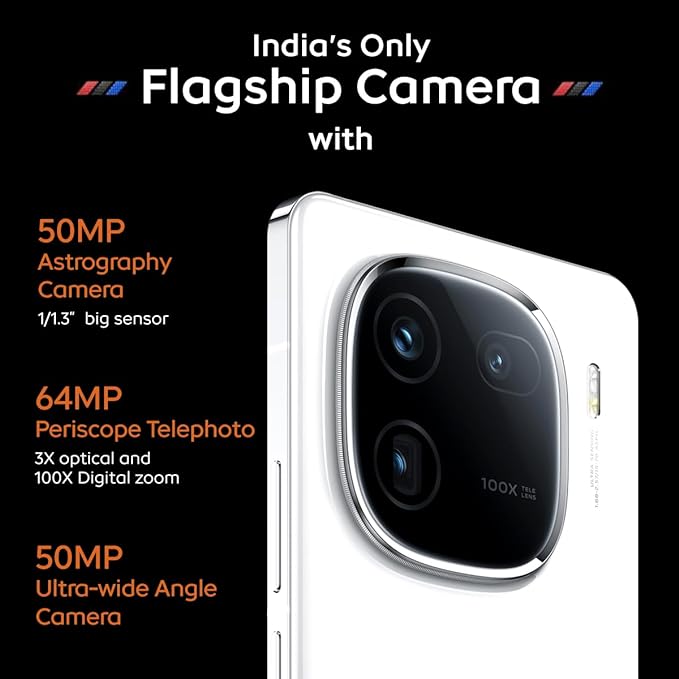 India's Only
Flagship Camera
with
50MP
Astrography
Camera
1/1.3" big sensor
64MP
Periscope Telephoto
3X optical and
100X Digital zoom
50MP
Ultra-wide Angle
Camera
100X TELE
LENS